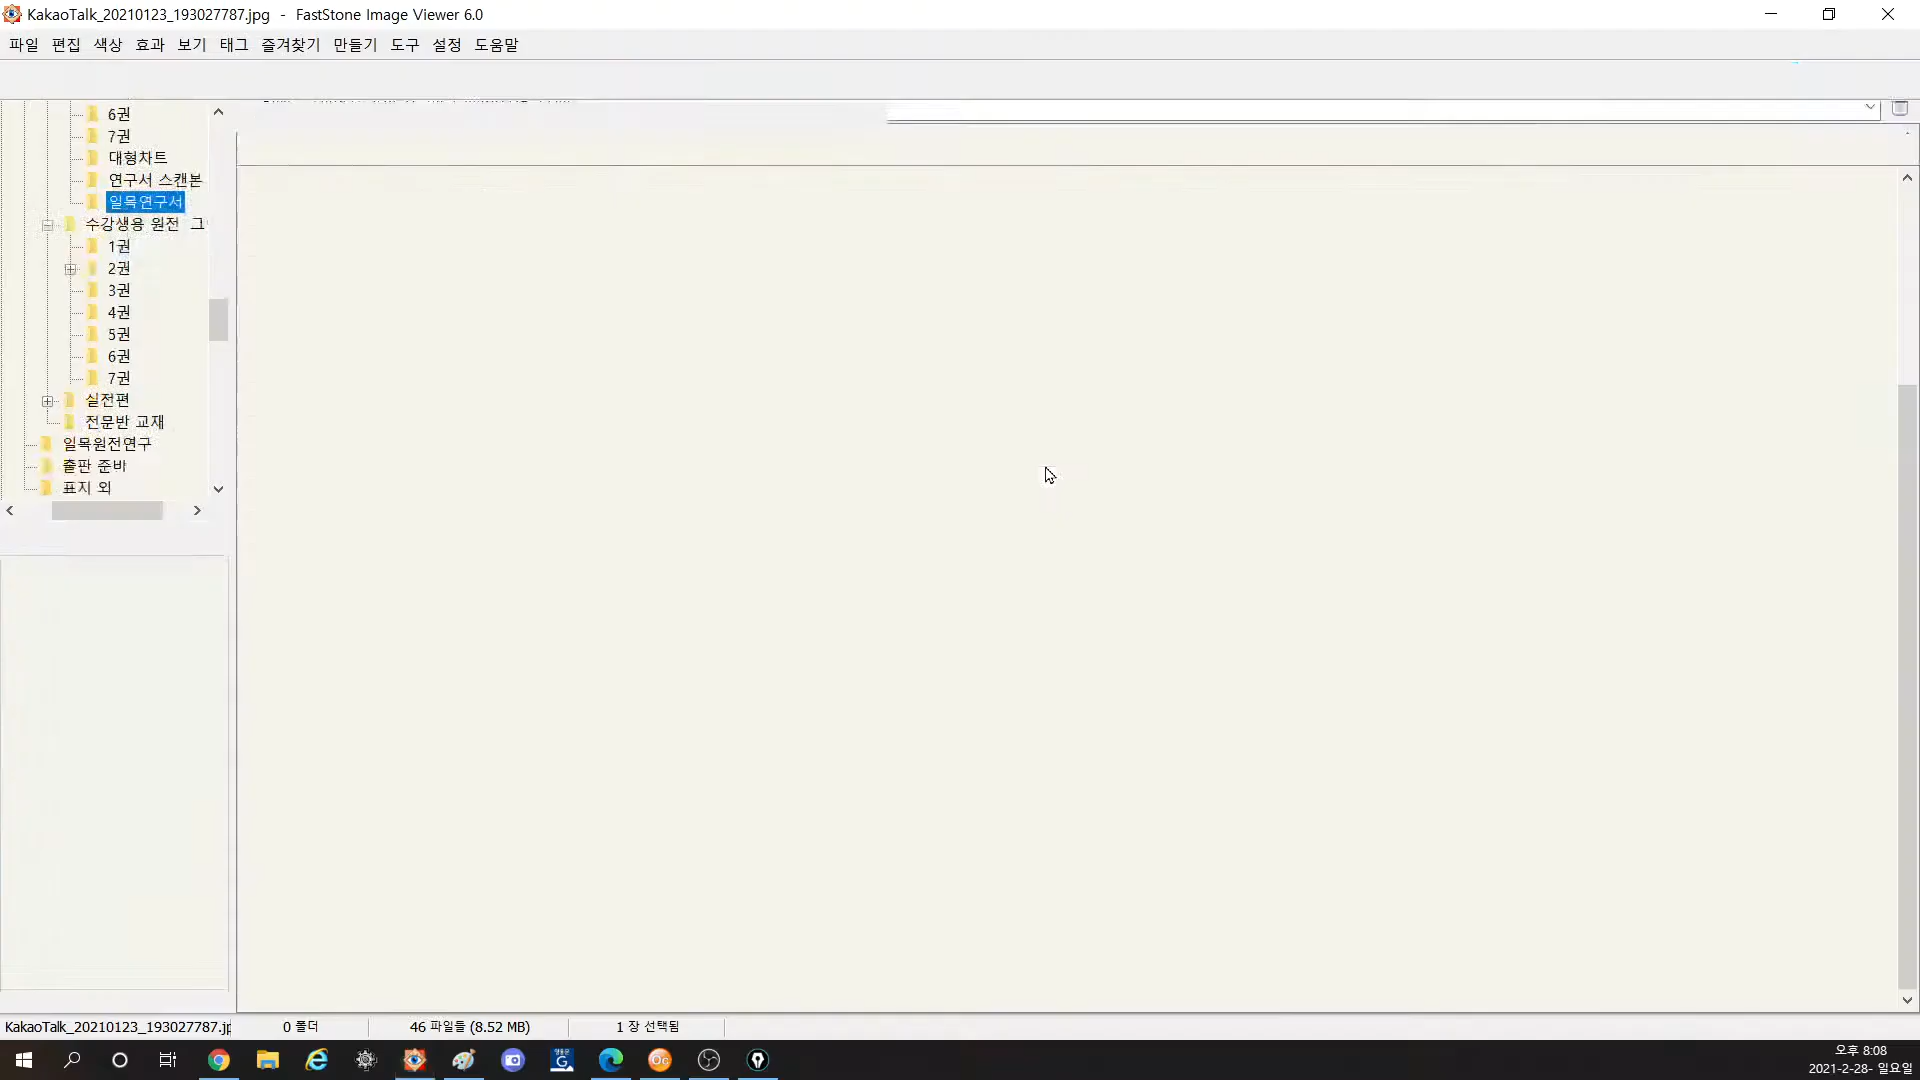 KakaoTalk_20210123_193027787.jpg - FastStone Image Viewer 6.0
파일 편집 색상 효과 보기 태그 즐겨찾기 만들기 도구 설정 도움말
6권
7권
대형차트
연구서 스캔본
일목연구서
수강생용 원전 그
1권
2권
3권
4권
5권
6권
7권
실전편
전문반 교재
일목원전연구
출판 준바
표지 외
KakaoTalk_20210123_193027787.jp 0 폴더 46 파일들 (8.52 MB) 1 장 선택됨
오후 8:08
2021-2-28- 일요일